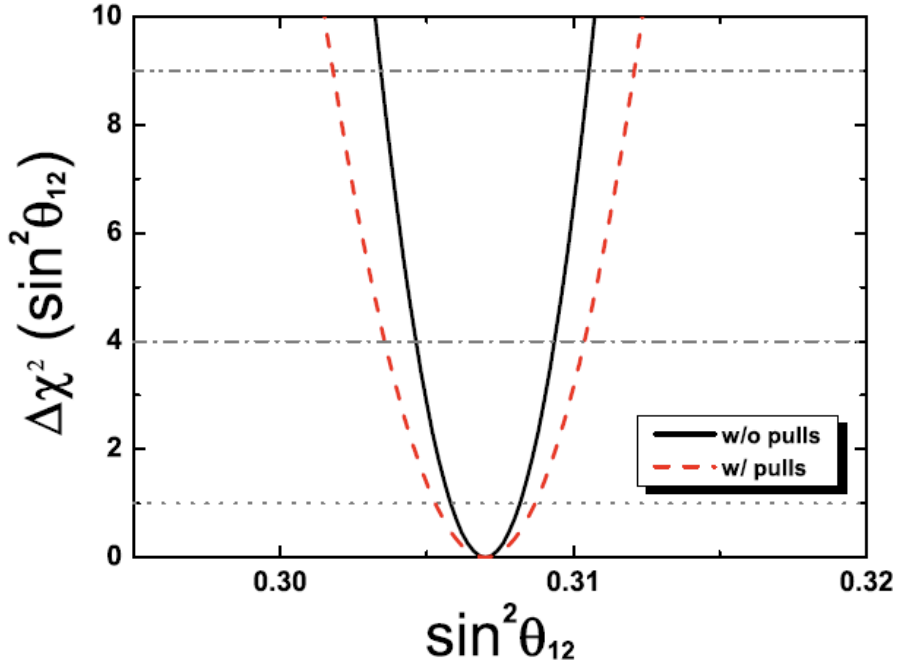 10
8
6
4
2
0
Δχ² (sin²θ₁₂)
w/o pulls
w/ pulls
0.30 0.31 0.32
sin²θ₁₂